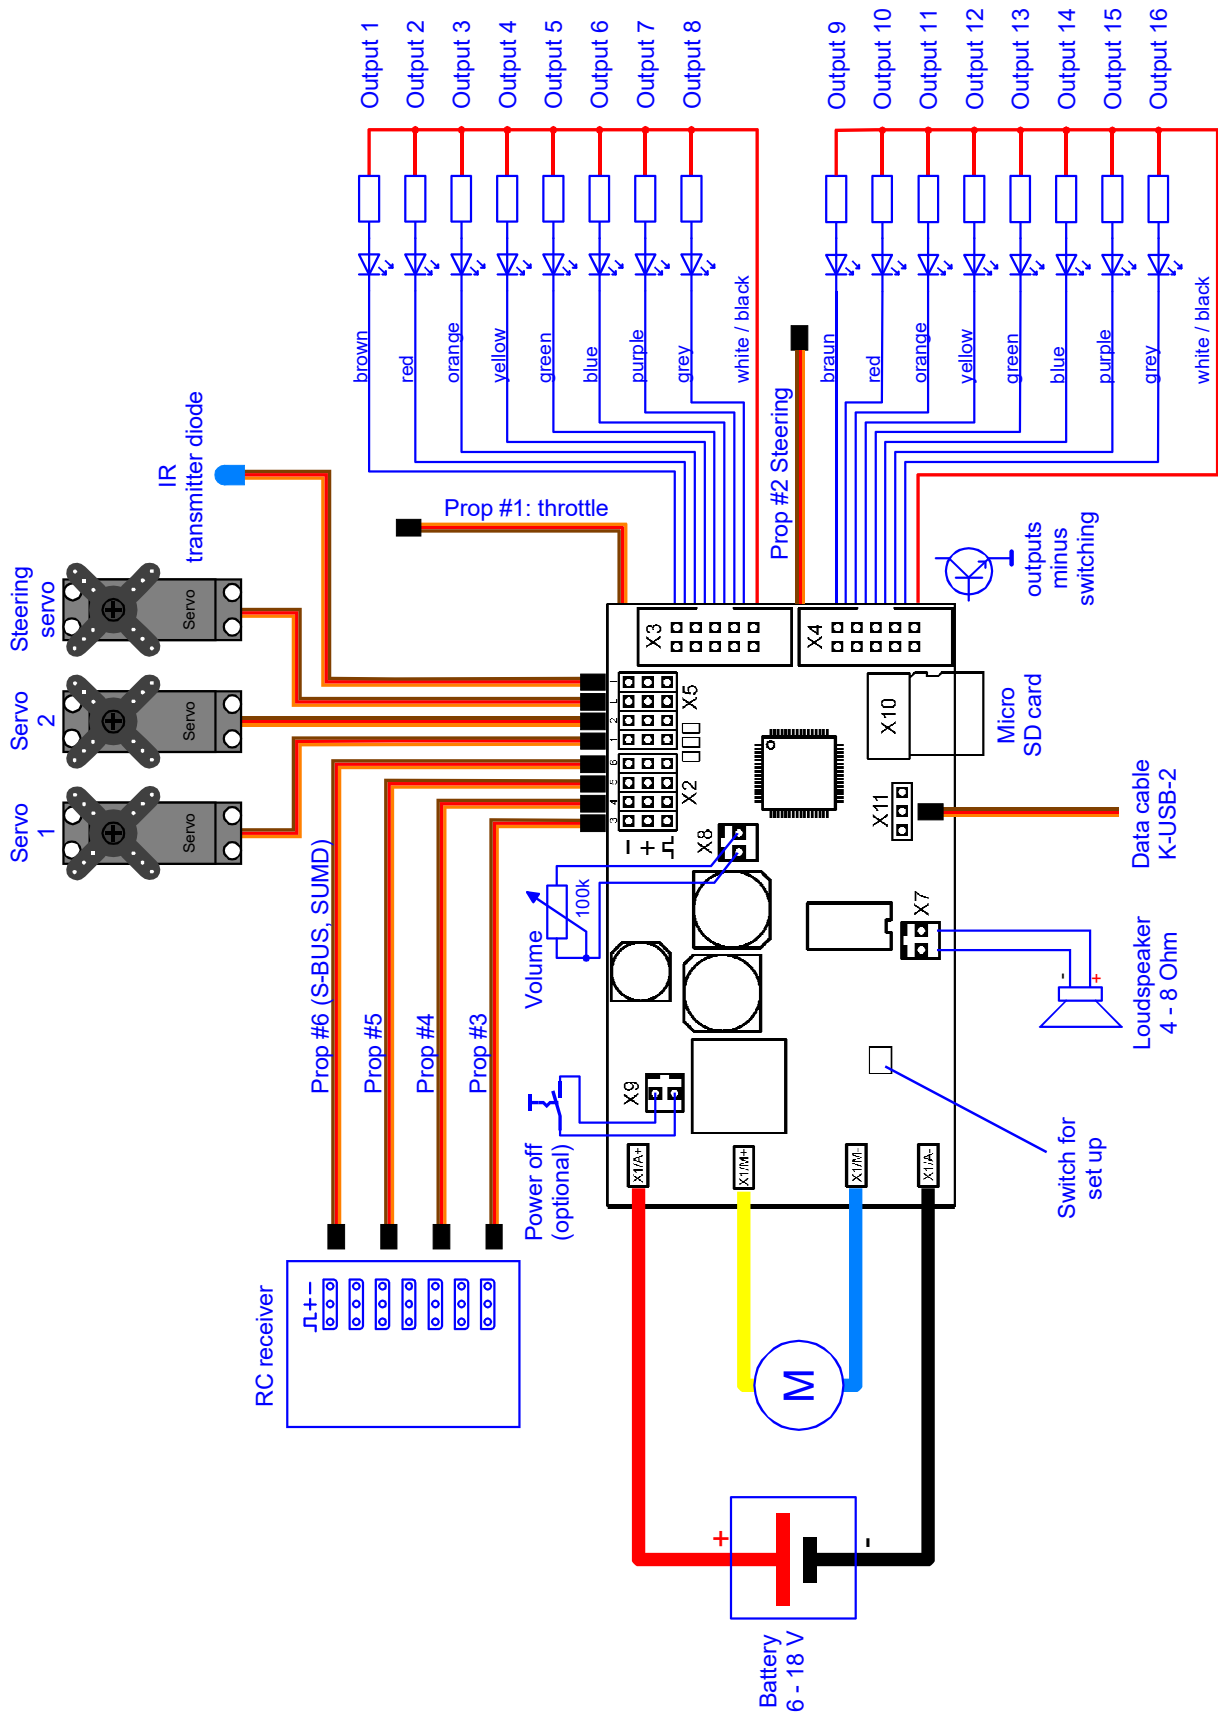 Output 1
Output 2
Output 3
Output 4
Output 5
Output 6
Output 7
Output 8
Output 9
Output 10
Output 11
Output 12
Output 13
Output 14
Output 15
Output 16
brown
red
orange
yellow
green
blue
purple
grey
white / black
braun
red
orange
yellow
green
blue
purple
grey
white / black
IR
transmitter diode
Steering
servo
Servo
2
Servo
1
Servo
Servo
Servo
Prop #1: throttle
Prop #2 Steering
outputs
minus
switching
Prop #6 (S-BUS, SUMD)
Prop #5
Prop #4
Prop #3
Volume
100k
Power off
(optional)
RC receiver
+ -
X3
X4
X5
I
L
2
1
X2
6
5
4
3
- +
X8
X9
X10
X11
X7
Micro
SD card
Data cable
K-USB-2
Loudspeaker
4 - 8 Ohm
-
+
Switch for
set up
X1/A+
X1/M+
X1/M-
X1/A-
M
+
-
Battery
6 - 18 V